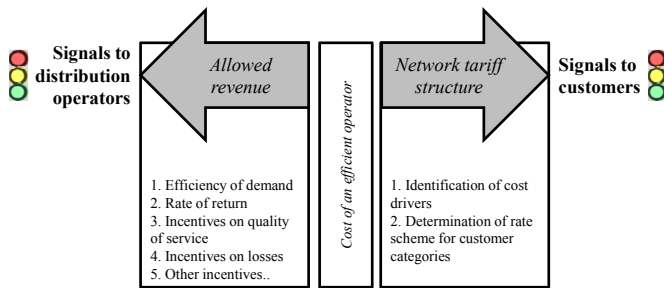 Signals to
distribution
operators
Allowed
revenue
1. Efficiency of demand
2. Rate of return
3. Incentives on quality
of service
4. Incentives on losses
5. Other incentives..
Cost of an efficient operator
Network tariff
structure
1. Identification of cost
drivers
2. Determination of rate
scheme for customer
categories
Signals to
customers